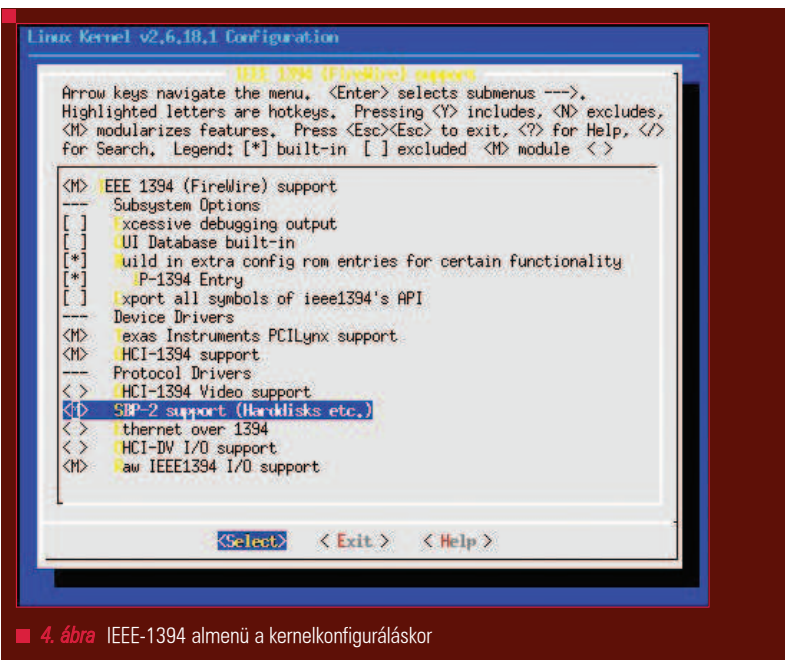 Linux Kernel v2.6.18.1 Configuration
IEEE 1394 (FireWire) support
Arrow keys navigate the menu. <Enter> selects submenus --->.
Highlighted letters are hotkeys. Pressing <Y> includes, <N> excludes,
<M> modularizes features. Press <Esc><Esc> to exit, <?> for Help, </>
for Search. Legend: [*] built-in [ ] excluded <M> module < >
<M> IEEE 1394 (FireWire) support
--- Subsystem Options
[ ] Excessive debugging output
[ ] OUI Database built-in
[*] Build in extra config rom entries for certain functionality
[*] IP-1394 Entry
[ ] Export all symbols of ieee1394's API
--- Device Drivers
<M> Texas Instruments PCILynx support
<M> OHCI-1394 support
--- Protocol Drivers
< > OHCI-1394 Video support
<M> SBP-2 support (Harddisks etc.)
< > Ethernet over 1394
< > OHCI-DV I/O support
<M> Raw IEEE1394 I/O support
<Select> < Exit > < Help >
4. ábra IEEE-1394 almenü a kernelkonfiguráláskor